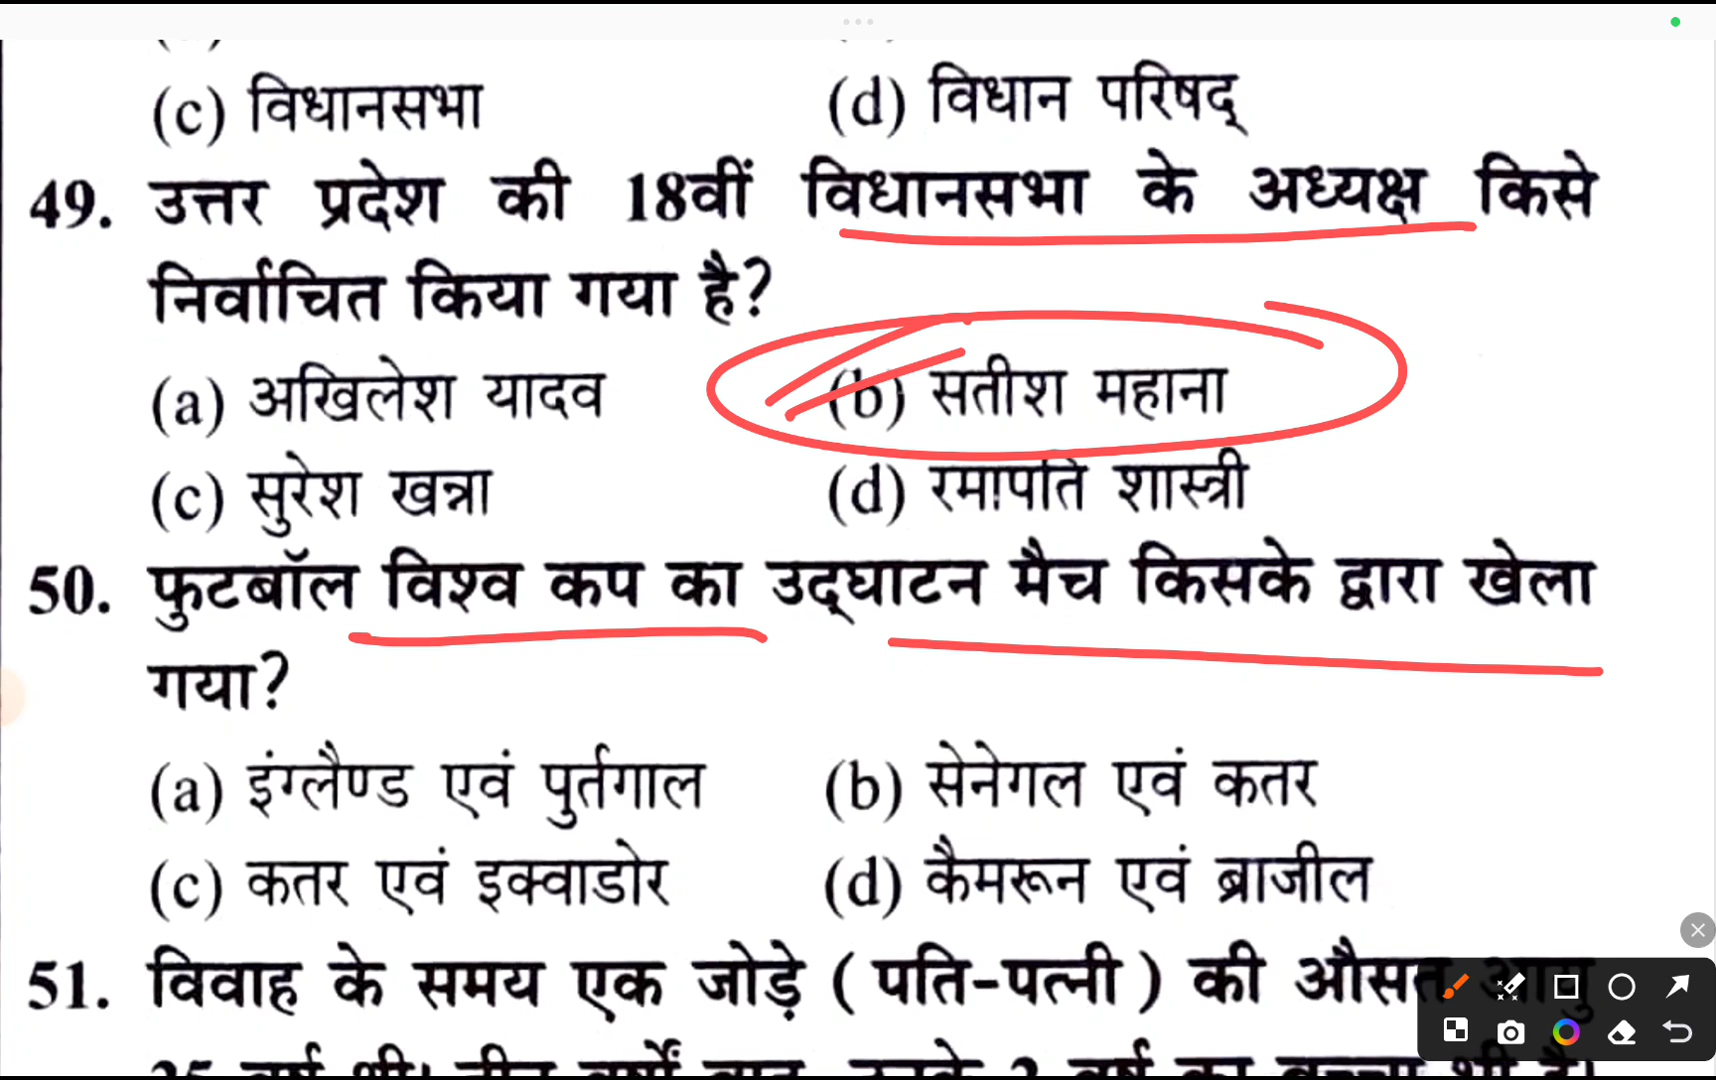 (c) विधानसभा (d) विधान परिषद्
49. उत्तर प्रदेश की 18वीं विधानसभा के अध्यक्ष किसे
निर्वाचित किया गया है?
(a) अखिलेश यादव (b) सतीश महाना
(c) सुरेश खन्ना (d) रमापति शास्त्री
50. फुटबॉल विश्व कप का उद्घाटन मैच किसके द्वारा खेला
गया?
(a) इंग्लैण्ड एवं पुर्तगाल (b) सेनेगल एवं कतर
(c) कतर एवं इक्वाडोर (d) कैमरून एवं ब्राजील
51. विवाह के समय एक जोड़े (पति-पत्नी) की औसत आयु